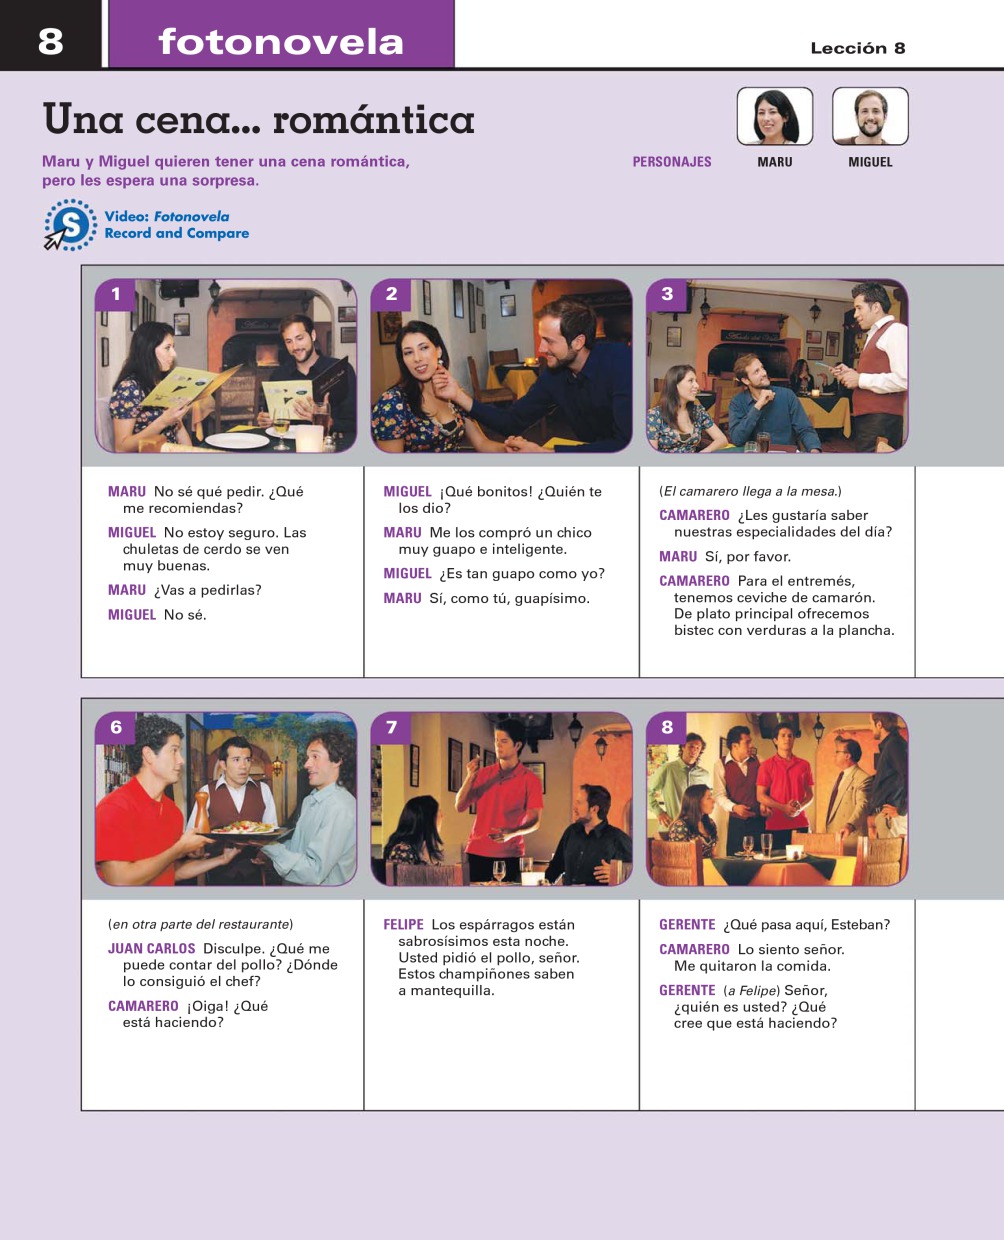 8
fotonovela
Lección 8
Una cena... romántica
Maru y Miguel quieren tener una cena romántica,
pero les espera una sorpresa.
PERSONAJES
MARU
MIGUEL
S
Video: Fotonovela
Record and Compare
1
MARU No sé qué pedir. ¿Qué
me recomiendas?
MIGUEL No estoy seguro. Las
chuletas de cerdo se ven
muy buenas.
MARU ¿Vas a pedirlas?
MIGUEL No sé.
2
MIGUEL ¡Qué bonitos! ¿Quién te
los dio?
MARU Me los compró un chico
muy guapo e inteligente.
MIGUEL ¿Es tan guapo como yo?
MARU Sí, como tú, guapísimo.
3
(El camarero llega a la mesa.)
CAMARERO ¿Les gustaría saber
nuestras especialidades del día?
MARU Sí, por favor.
CAMARERO Para el entremés,
tenemos ceviche de camarón.
De plato principal ofrecemos
bistec con verduras a la plancha.
6
(en otra parte del restaurante)
JUAN CARLOS Disculpe. ¿Qué me
puede contar del pollo? ¿Dónde
lo consiguió el chef?
CAMARERO ¡Oiga! ¿Qué
está haciendo?
7
FELIPE Los espárragos están
sabrosísimos esta noche.
Usted pidió el pollo, señor.
Estos champiñones saben
a mantequilla.
8
GERENTE ¿Qué pasa aquí, Esteban?
CAMARERO Lo siento señor.
Me quitaron la comida.
GERENTE (a Felipe) Señor,
¿quién es usted? ¿Qué
cree que está haciendo?